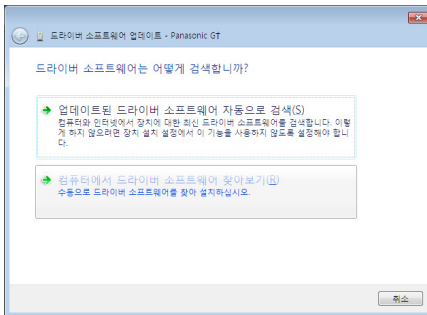 드라이버 소프트웨어 업데이트 - Panasonic GT
드라이버 소프트웨어는 어떻게 검색합니까?
업데이트된 드라이버 소프트웨어 자동으로 검색(S)
컴퓨터와 인터넷에서 장치에 대한 최신 드라이버 소프트웨어를 검색합니다. 이렇
게 하지 않으려면 장치 설치 설정에서 이 기능을 사용하지 않도록 설정해야 합니
다.
컴퓨터에서 드라이버 소프트웨어 찾아보기(R)
수동으로 드라이버 소프트웨어를 찾아 설치하십시오.
취소